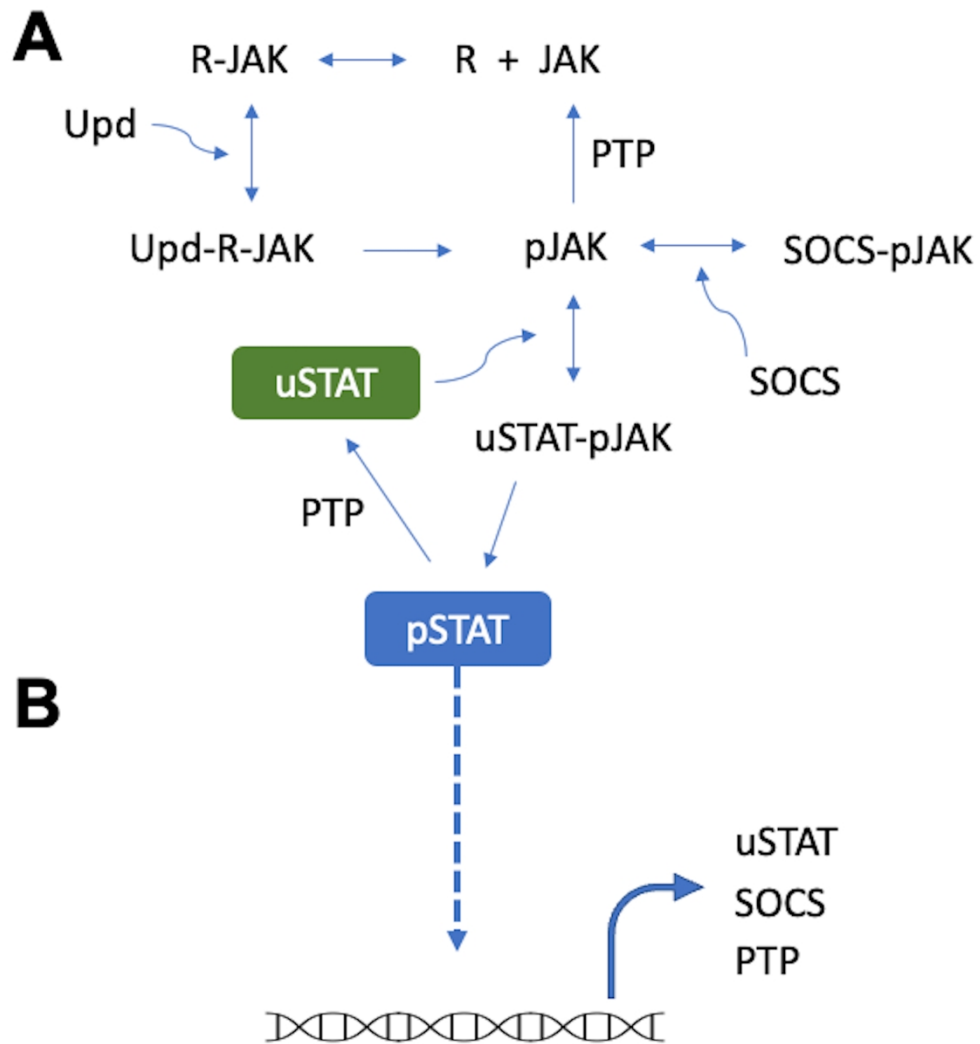 A
R-JAK
R + JAK
Upd
PTP
Upd-R-JAK
pJAK
SOCS-pJAK
uSTAT
SOCS
uSTAT-pJAK
PTP
pSTAT
B
uSTAT
SOCS
PTP